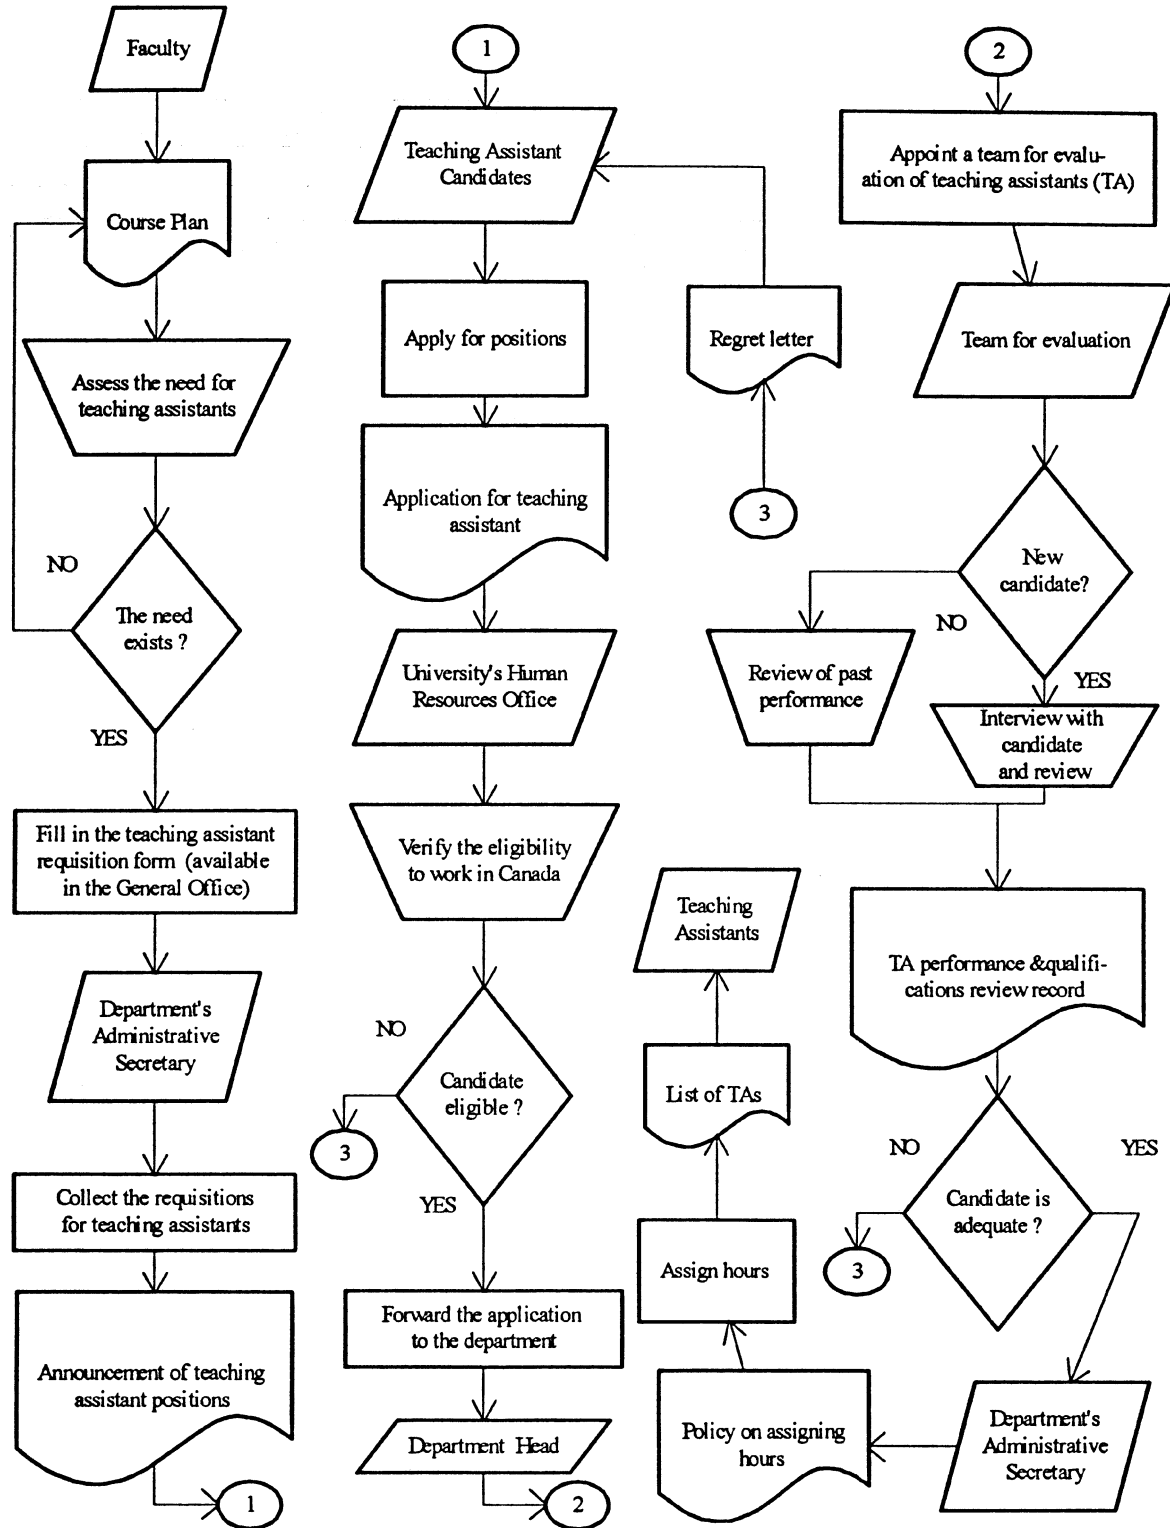 Faculty
Course Plan
Assess the need for
teaching assistants
NO
The need
exists ?
YES
Fill in the teaching assistant
requisition form (available
in the General Office)
Department's
Administrative
Secretary
Collect the requisitions
for teaching assistants
Announcement of teaching
assistant positions
1
1
Teaching Assistant
Candidates
Apply for positions
Application for teaching
assistant
University's Human
Resources Office
Verify the eligibility
to work in Canada
NO
Candidate
eligible ?
3
YES
Forward the application
to the department
Department Head
2
Regret letter
3
2
Appoint a team for evalu-
ation of teaching assistants (TA)
Team for evaluation
New
candidate?
NO
YES
Review of past
performance
Interview with
candidate
and review
TA performance &qualifi-
cations review record
NO
YES
Candidate is
adequate ?
3
Department's
Administrative
Secretary
Policy on assigning
hours
Assign hours
List of TAs
Teaching
Assistants